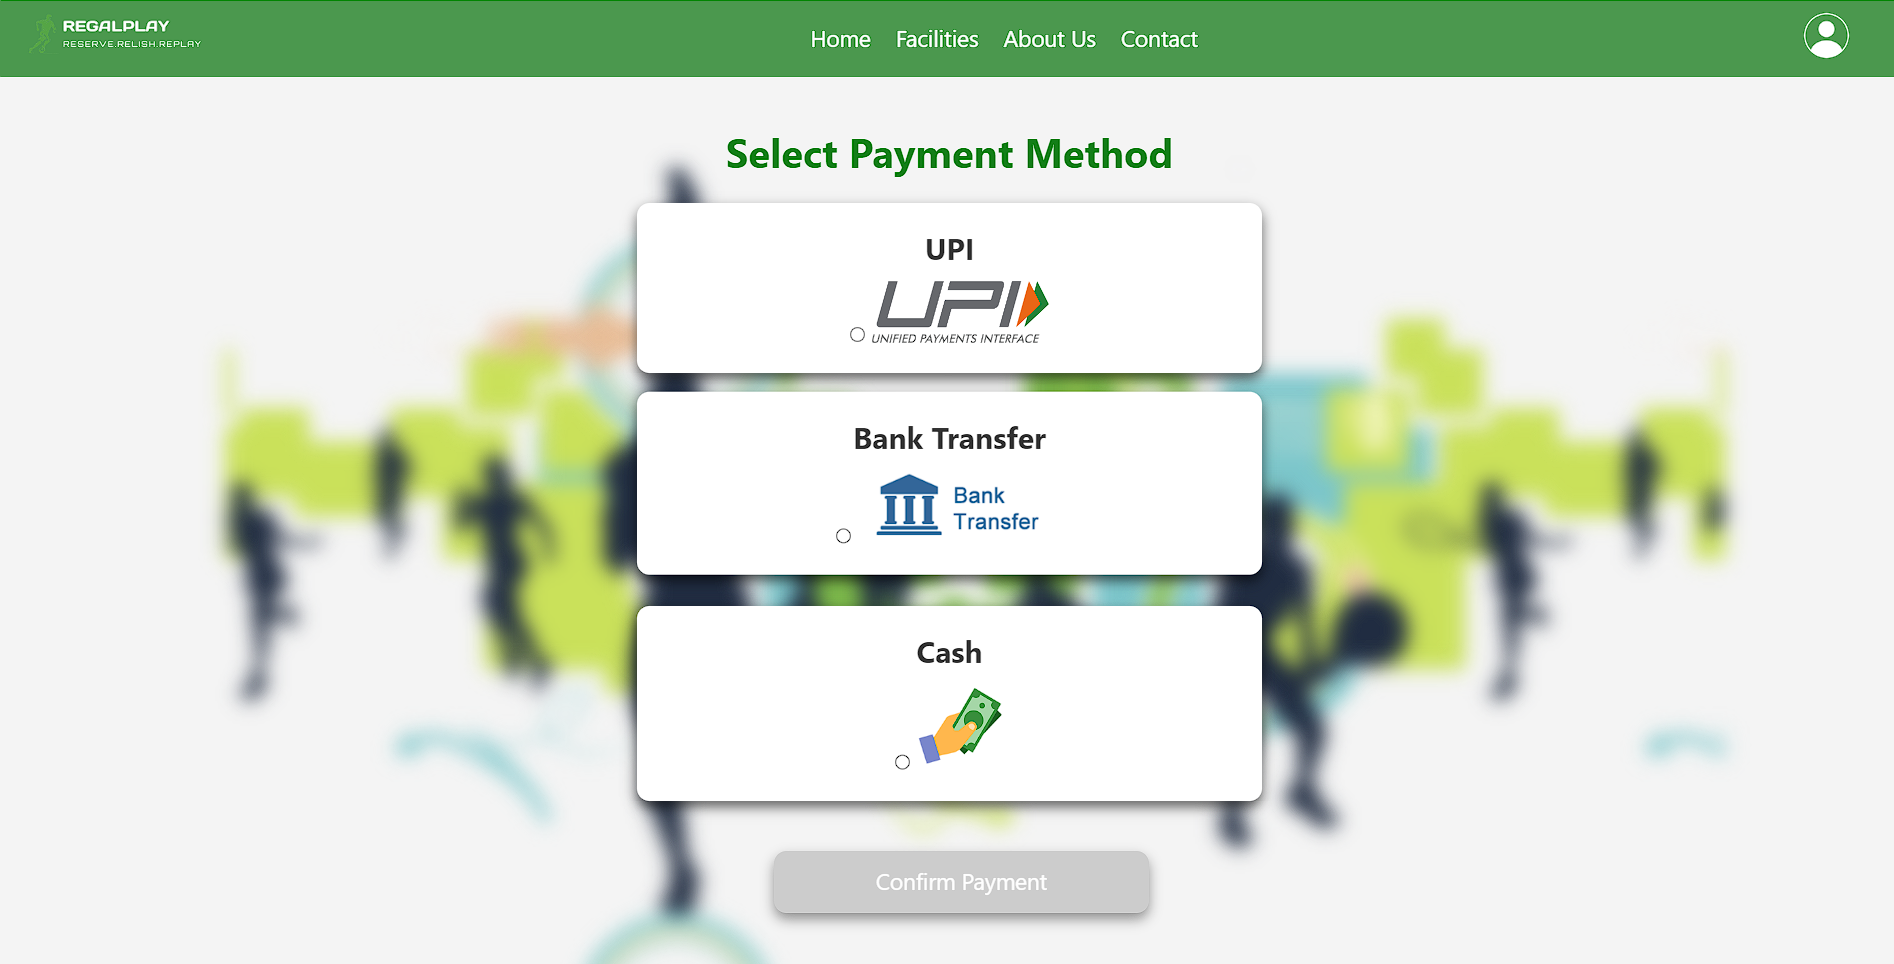 REGALPLAY
RESERVE.RELISH.REPLAY
Home Facilities About Us Contact
Select Payment Method
UPI
UPI
UNIFIED PAYMENTS INTERFACE
Bank Transfer
Bank
Transfer
Cash
Confirm Payment